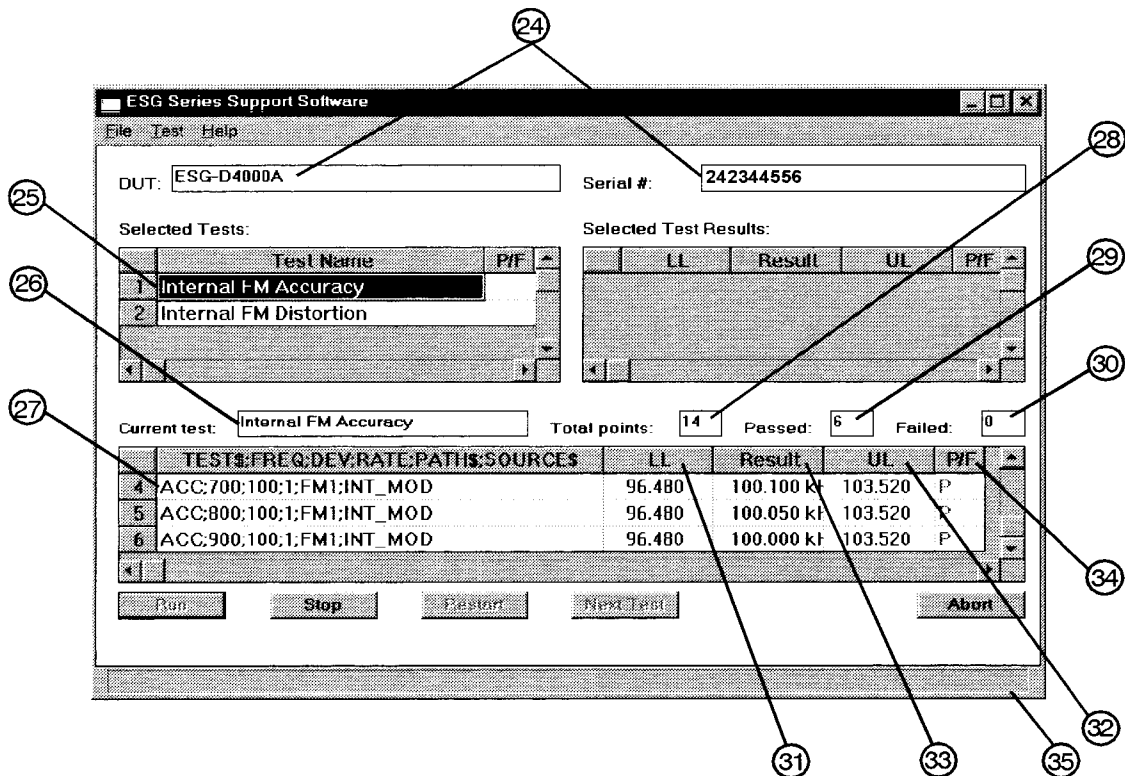 24
ESG Series Support Software
File Test Help
28
DUT: ESG-D4000A Serial #: 242344556
25
Selected Tests: Selected Test Results:
29
Test Name P/F LL Result UL P/F
26
1 Internal FM Accuracy
2 Internal FM Distortion
30
27
Current test: Internal FM Accuracy Total points: 14 Passed: 6 Failed: 0
TEST$;FREQ;DEV;RATE;PATH$;SOURCE$ LL Result UL P/F
4 ACC;700;100;1;FM1;INT_MOD 96.480 100.100 kH 103.520 P
5 ACC;800;100;1;FM1;INT_MOD 96.480 100.050 kH 103.520 P
6 ACC;900;100;1;FM1;INT_MOD 96.480 100.000 kH 103.520 P
34
Run Stop Restart Next Test Abort
32
31 33 35